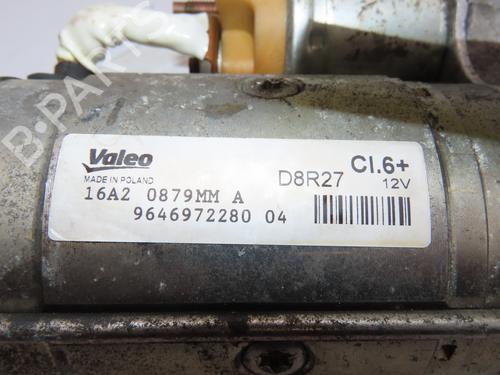 B-PARTS
Valeo
MADE IN POLAND
D8R27
Cl.6+
12V
16A2 0879MM A
9646972280 04